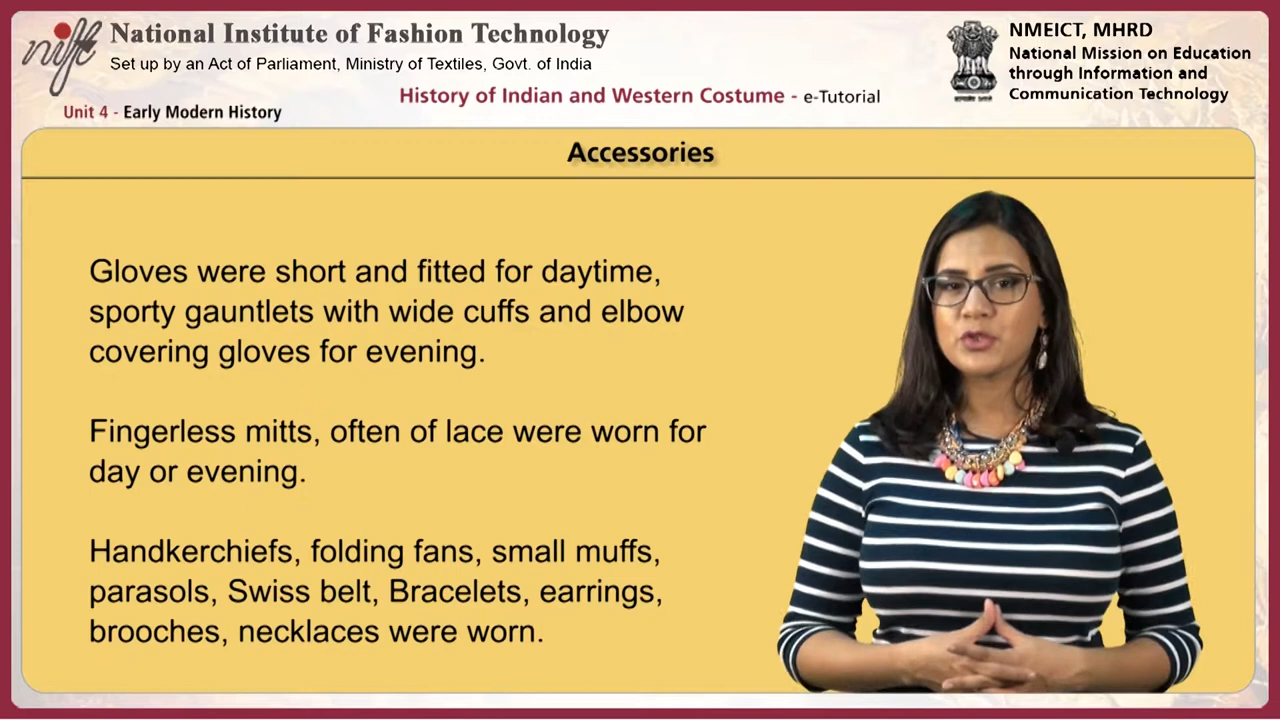 nift
National Institute of Fashion Technology
Set up by an Act of Parliament, Ministry of Textiles, Govt. of India
NMEICT, MHRD
National Mission on Education
through Information and
Communication Technology
History of Indian and Western Costume - e-Tutorial
Unit 4 - Early Modern History
Accessories
Gloves were short and fitted for daytime,
sporty gauntlets with wide cuffs and elbow
covering gloves for evening.
Fingerless mitts, often of lace were worn for
day or evening.
Handkerchiefs, folding fans, small muffs,
parasols, Swiss belt, Bracelets, earrings,
brooches, necklaces were worn.